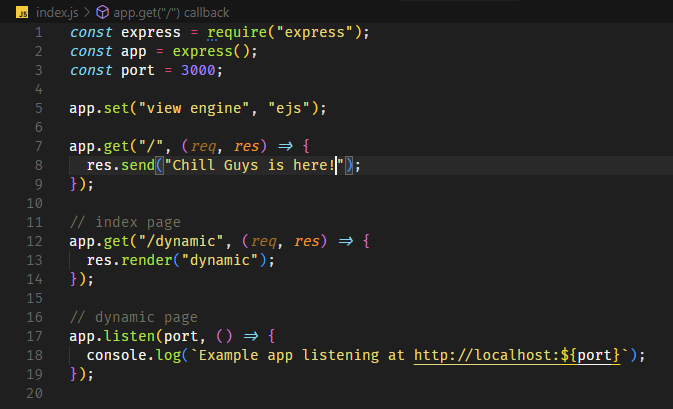 JS index.js > app.get("/") callback
1 const express = require("express");
2 const app = express();
3 const port = 3000;
4
5 app.set("view engine", "ejs");
6
7 app.get("/", (req, res) => {
8   res.send("Chill Guys is here!");
9 });
10
11 // index page
12 app.get("/dynamic", (req, res) => {
13   res.render("dynamic");
14 });
15
16 // dynamic page
17 app.listen(port, () => {
18   console.log(`Example app listening at http://localhost:${port}`);
19 });
20